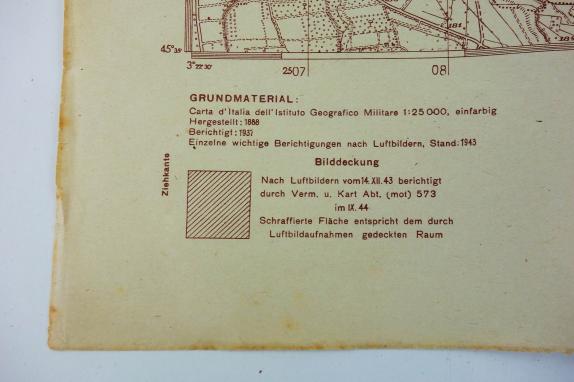 181
45°35'
3°22'30"
2507
08
GRUNDMATERIAL:
Carta d'Italia dell'Istituto Geografico Militare 1:25000, einfarbig
Hergestellt: 1888
Berichtigt: 1937
Einzelne wichtige Berichtigungen nach Luftbildern, Stand: 1943
Ziehkante
Bilddeckung
Nach Luftbildern vom 14. XII. 43 berichtigt
durch Verm. u. Kart Abt. (mot) 573
im IX. 44
Schraffierte Fläche entspricht dem durch
Luftbildaufnahmen gedeckten Raum